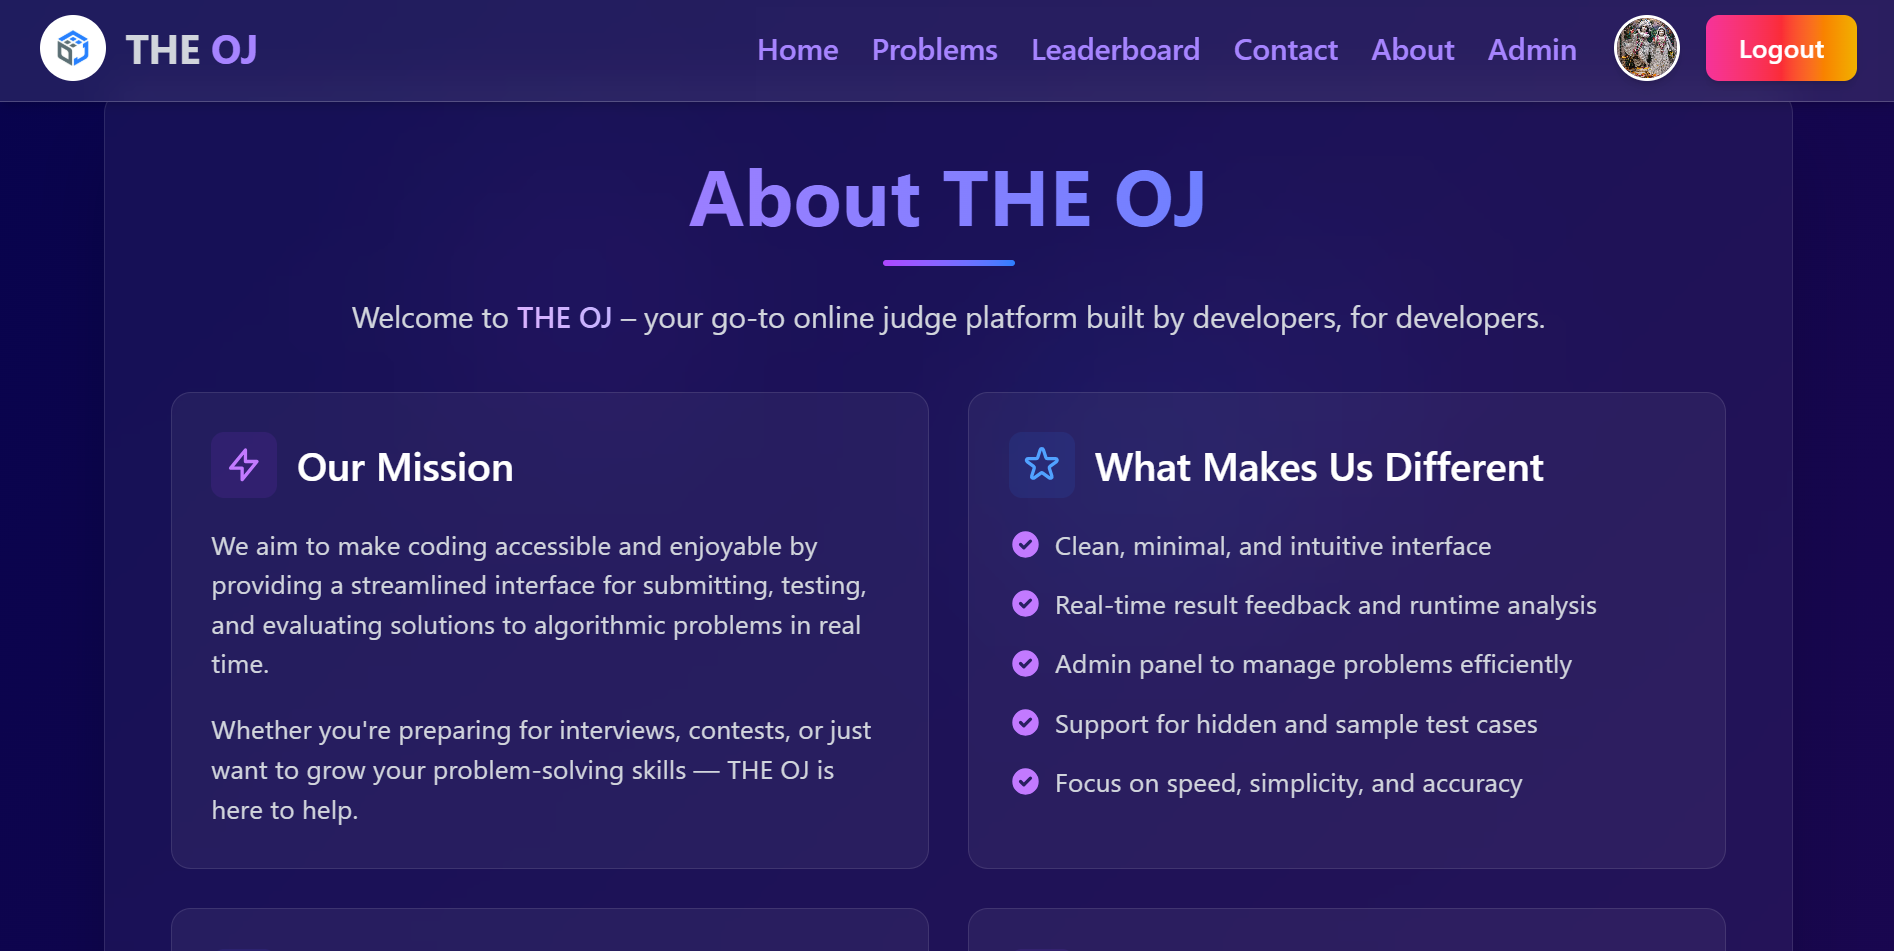 THE OJ
Home Problems Leaderboard Contact About Admin Logout
About THE OJ
Welcome to THE OJ – your go-to online judge platform built by developers, for developers.
Our Mission
We aim to make coding accessible and enjoyable by
providing a streamlined interface for submitting, testing,
and evaluating solutions to algorithmic problems in real
time.
Whether you're preparing for interviews, contests, or just
want to grow your problem-solving skills — THE OJ is
here to help.
What Makes Us Different
Clean, minimal, and intuitive interface
Real-time result feedback and runtime analysis
Admin panel to manage problems efficiently
Support for hidden and sample test cases
Focus on speed, simplicity, and accuracy